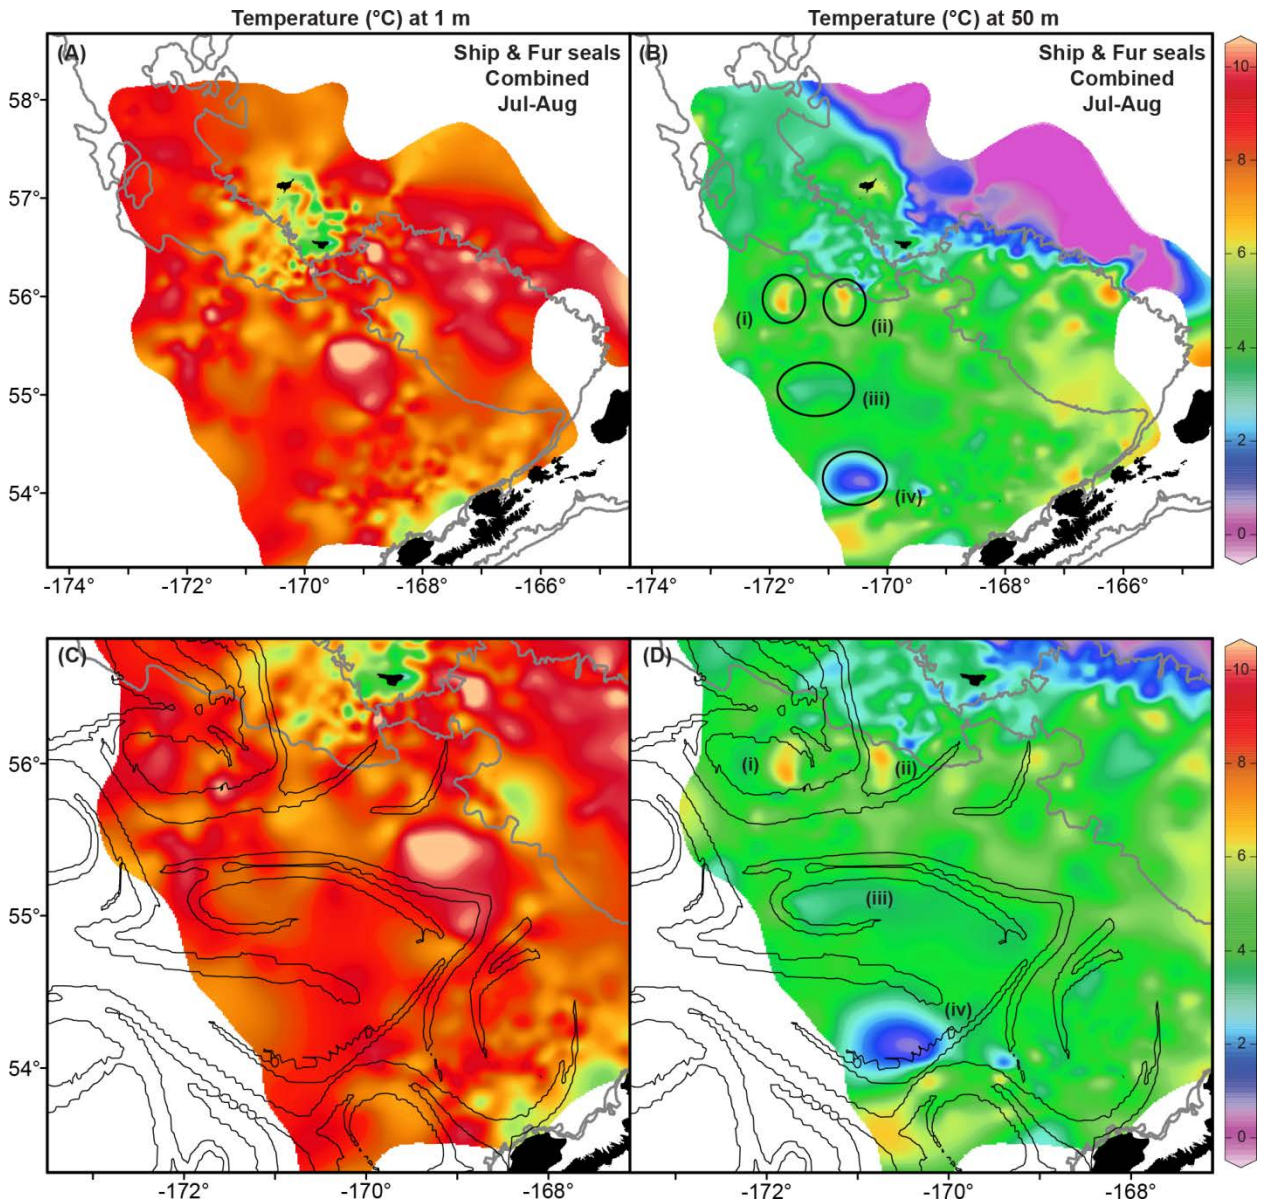 Temperature (°C) at 1 m
Temperature (°C) at 50 m
(A)
Ship & Fur seals
Combined
Jul-Aug
(B)
Ship & Fur seals
Combined
Jul-Aug
58°
57°
56°
55°
54°
(i)
(ii)
(iii)
(iv)
10
8
6
4
2
0
-174
-172
-170
-168
-166
-174
-172
-170
-168
-166
(C)
(D)
56°
55°
54°
(i)
(ii)
(iii)
(iv)
10
8
6
4
2
0
-172
-170
-168
-172
-170
-168